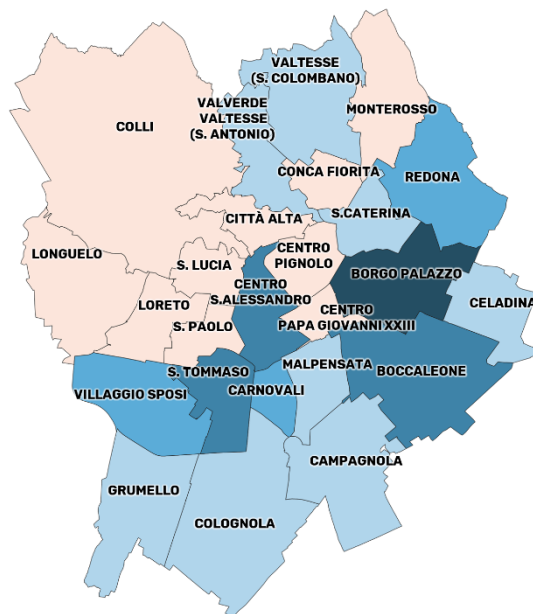 VALTESSE
(S. COLOMBANO)
VALVERDE
VALTESSE
(S. ANTONIO)
MONTEROSSO
COLLI
CONCA FIORITA
REDONA
CITTÀ ALTA
S.CATERINA
LONGUELO
S. LUCIA
CENTRO
PIGNOLO
BORGO PALAZZO
CENTRO
S.ALESSANDRO
LORETO
CELADINA
S. PAOLO
CENTRO
PAPA GIOVANNI XXIII
S. TOMMASO
MALPENSATA
BOCCALEONE
VILLAGGIO SPOSI
CARNOVALI
CAMPAGNOLA
GRUMELLO
COLOGNOLA